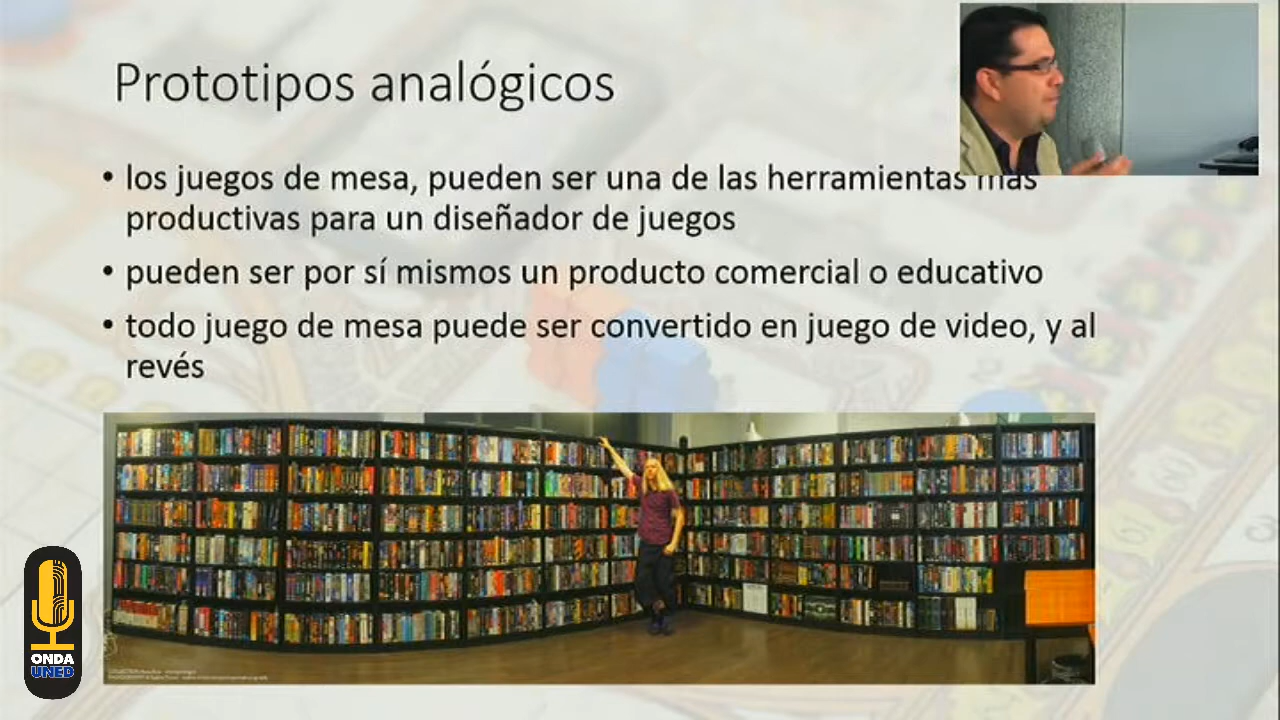 Prototipos analógicos
• los juegos de mesa, pueden ser una de las herramientas más
productivas para un diseñador de juegos
• pueden ser por sí mismos un producto comercial o educativo
• todo juego de mesa puede ser convertido en juego de video, y al
revés
ONDA
UNED